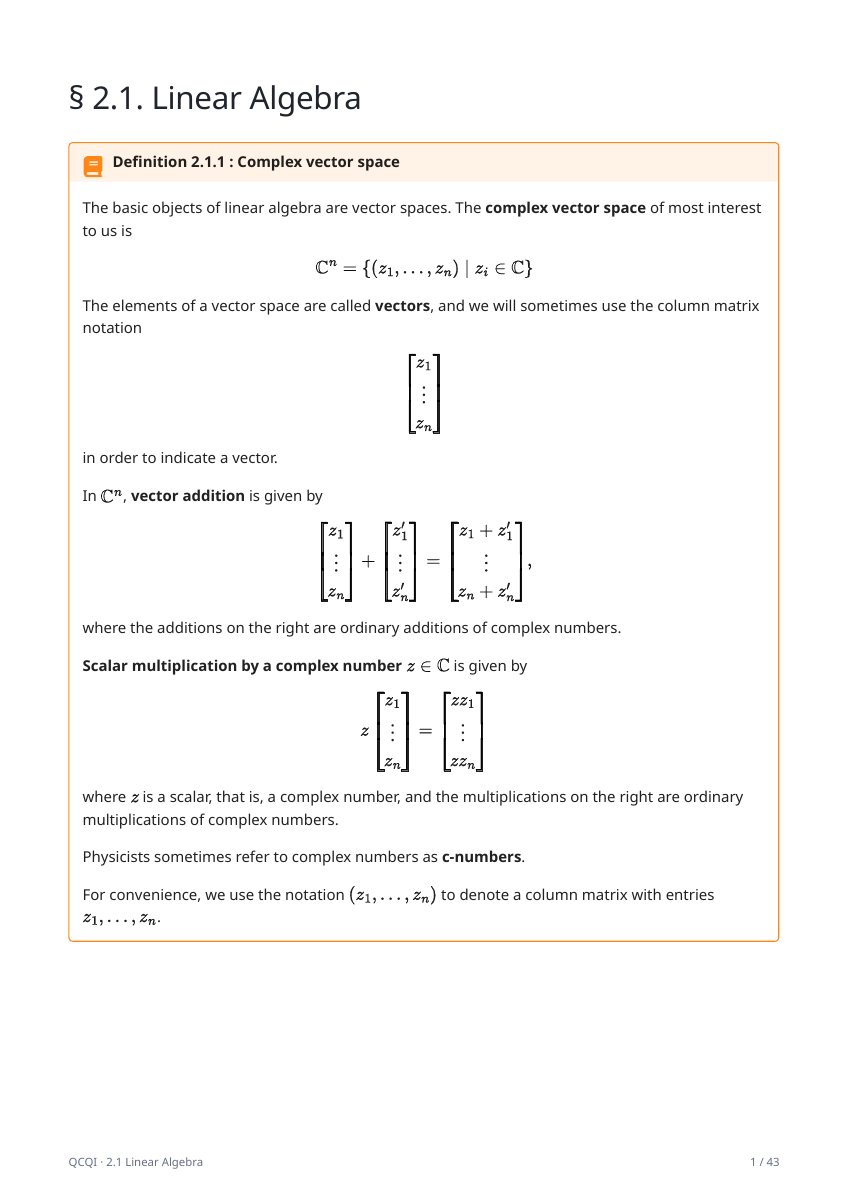 § 2.1. Linear Algebra
Definition 2.1.1 : Complex vector space
The basic objects of linear algebra are vector spaces. The complex vector space of most interest
to us is
ℂⁿ = {(z₁, . . . , zₙ) | zᵢ ∈ ℂ}
The elements of a vector space are called vectors, and we will sometimes use the column matrix
notation
[z₁ ⋮ zₙ]
in order to indicate a vector.
In ℂⁿ, vector addition is given by
[z₁ ⋮ zₙ] + [z₁′ ⋮ zₙ′] = [z₁ + z₁′ ⋮ zₙ + zₙ′],
where the additions on the right are ordinary additions of complex numbers.
Scalar multiplication by a complex number z ∈ ℂ is given by
z [z₁ ⋮ zₙ] = [zz₁ ⋮ zzₙ]
where z is a scalar, that is, a complex number, and the multiplications on the right are ordinary
multiplications of complex numbers.
Physicists sometimes refer to complex numbers as c-numbers.
For convenience, we use the notation (z₁, . . . , zₙ) to denote a column matrix with entries
z₁, . . . , zₙ.
QCQI · 2.1 Linear Algebra
1 / 43